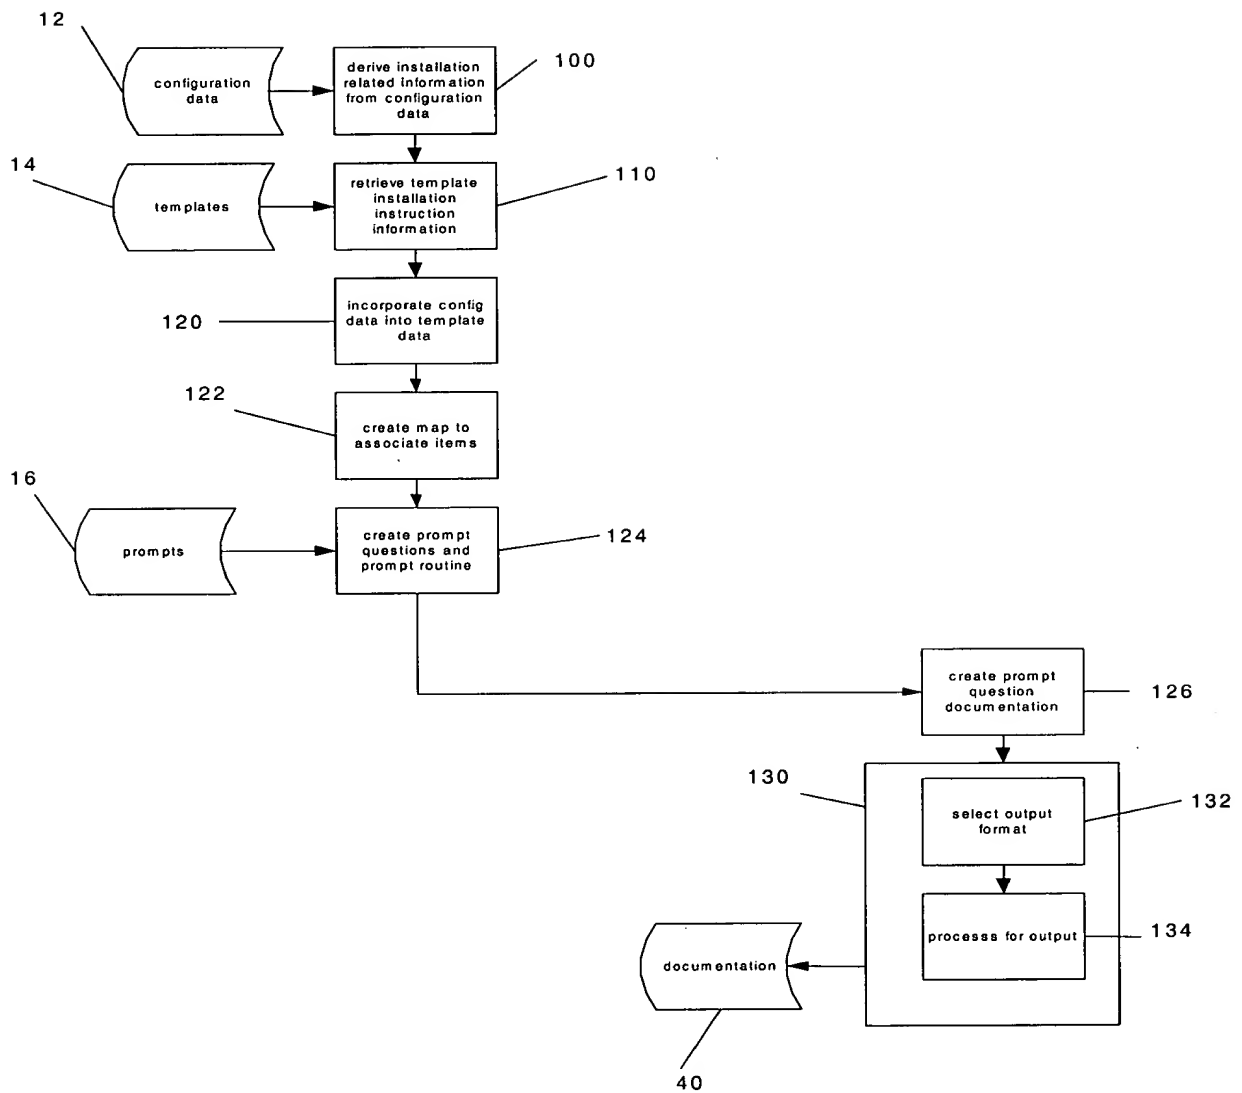 12
configuration
data
derive installation
related information
from configuration
data
100
14
templates
retrieve template
installation
instruction
information
110
120
incorporate config
data into template
data
122
create map to
associate items
16
prompts
create prompt
questions and
prompt routine
124
create prompt
question
documentation
126
130
select output
format
132
processs for output
134
documentation
40